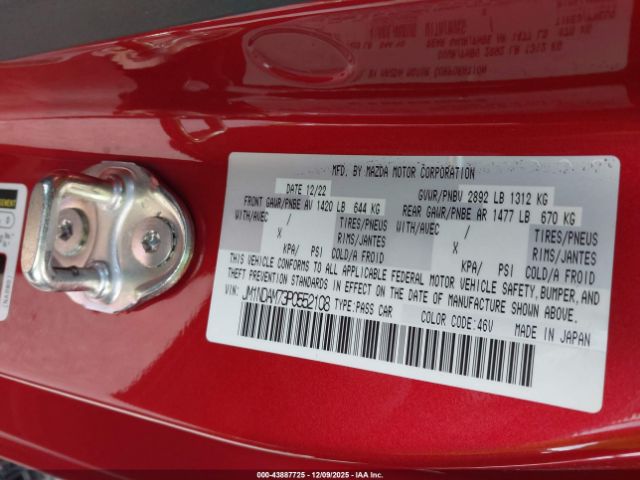 MFD. BY MAZDA MOTOR CORPORATION
DATE 12/22 GVWR/PNBV 2892 LB 1312 KG
FRONT GAWR/PNBE AV 1420 LB 644 KG REAR GAWR/PNBE AR 1477 LB 670 KG
WITH/AVEC / TIRES/PNEUS WITH/AVEC / TIRES/PNEUS
X RIMS/JANTES X RIMS/JANTES
KPA/ PSI COLD/A FROID KPA/ PSI COLD/A FROID
THIS VEHICLE CONFORMS TO ALL APPLICABLE FEDERAL MOTOR VEHICLE SAFETY, BUMPER, AND
THEFT PREVENTION STANDARDS IN EFFECT ON THE DATE OF MANUFACTURE SHOWN ABOVE.
VIN: JM1NDAM73P0552108 TYPE:PASS CAR
COLOR CODE:46V MADE IN JAPAN
000-43887725 - 12/09/2025 - IAA, Inc.